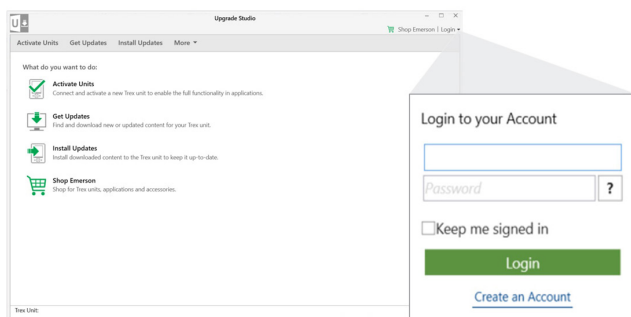 Upgrade Studio
U
Shop Emerson | Login
Activate Units Get Updates Install Updates More
What do you want to do:
Activate Units
Connect and activate a new Trex unit to enable the full functionality in applications.
Get Updates
Find and download new or updated content for your Trex unit.
Install Updates
Install downloaded content to the Trex unit to keep it up-to-date.
Shop Emerson
Shop for Trex units, applications and accessories.
Trex Unit:
Login to your Account
Password ?
Keep me signed in
Login
Create an Account